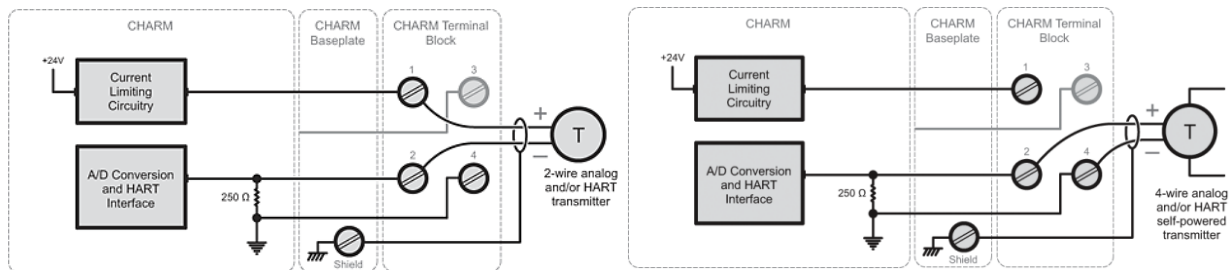 CHARM
CHARM
Baseplate
CHARM Terminal
Block
+24V
Current
Limiting
Circuitry
1
3
+
T
–
2-wire analog
and/or HART
transmitter
A/D Conversion
and HART
Interface
2
4
250 Ω
Shield
CHARM
CHARM
Baseplate
CHARM Terminal
Block
+24V
Current
Limiting
Circuitry
1
3
+
T
–
4-wire analog
and/or HART
self-powered
transmitter
A/D Conversion
and HART
Interface
2
4
250 Ω
Shield